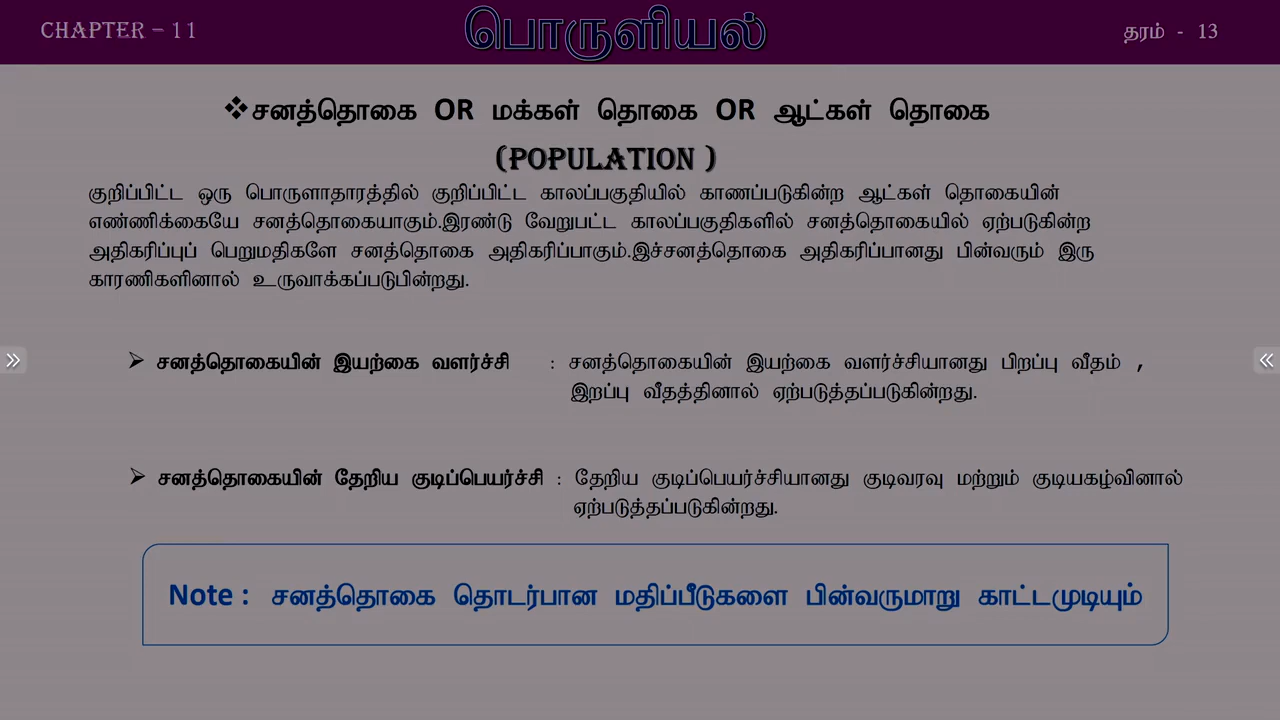 CHAPTER – 11
பொருளியல்
தரம் - 13
❖சனத்தொகை OR மக்கள் தொகை OR ஆட்கள் தொகை
(POPULATION )
குறிப்பிட்ட ஒரு பொருளாதாரத்தில் குறிப்பிட்ட காலப்பகுதியில் காணப்படுகின்ற ஆட்கள் தொகையின்
எண்ணிக்கையே சனத்தொகையாகும்.இரண்டு வேறுபட்ட காலப்பகுதிகளில் சனத்தொகையில் ஏற்படுகின்ற
அதிகரிப்புப் பெறுமதிகளே சனத்தொகை அதிகரிப்பாகும்.இச்சனத்தொகை அதிகரிப்பானது பின்வரும் இரு
காரணிகளினால் உருவாக்கப்படுபின்றது.
➢ சனத்தொகையின் இயற்கை வளர்ச்சி : சனத்தொகையின் இயற்கை வளர்ச்சியானது பிறப்பு வீதம் ,
இறப்பு வீதத்தினால் ஏற்படுத்தப்படுகின்றது.
➢ சனத்தொகையின் தேறிய குடிப்பெயர்ச்சி : தேறிய குடிப்பெயர்ச்சியானது குடிவரவு மற்றும் குடியகழ்வினால்
ஏற்படுத்தப்படுகின்றது.
Note : சனத்தொகை தொடர்பான மதிப்பீடுகளை பின்வருமாறு காட்டமுடியும்